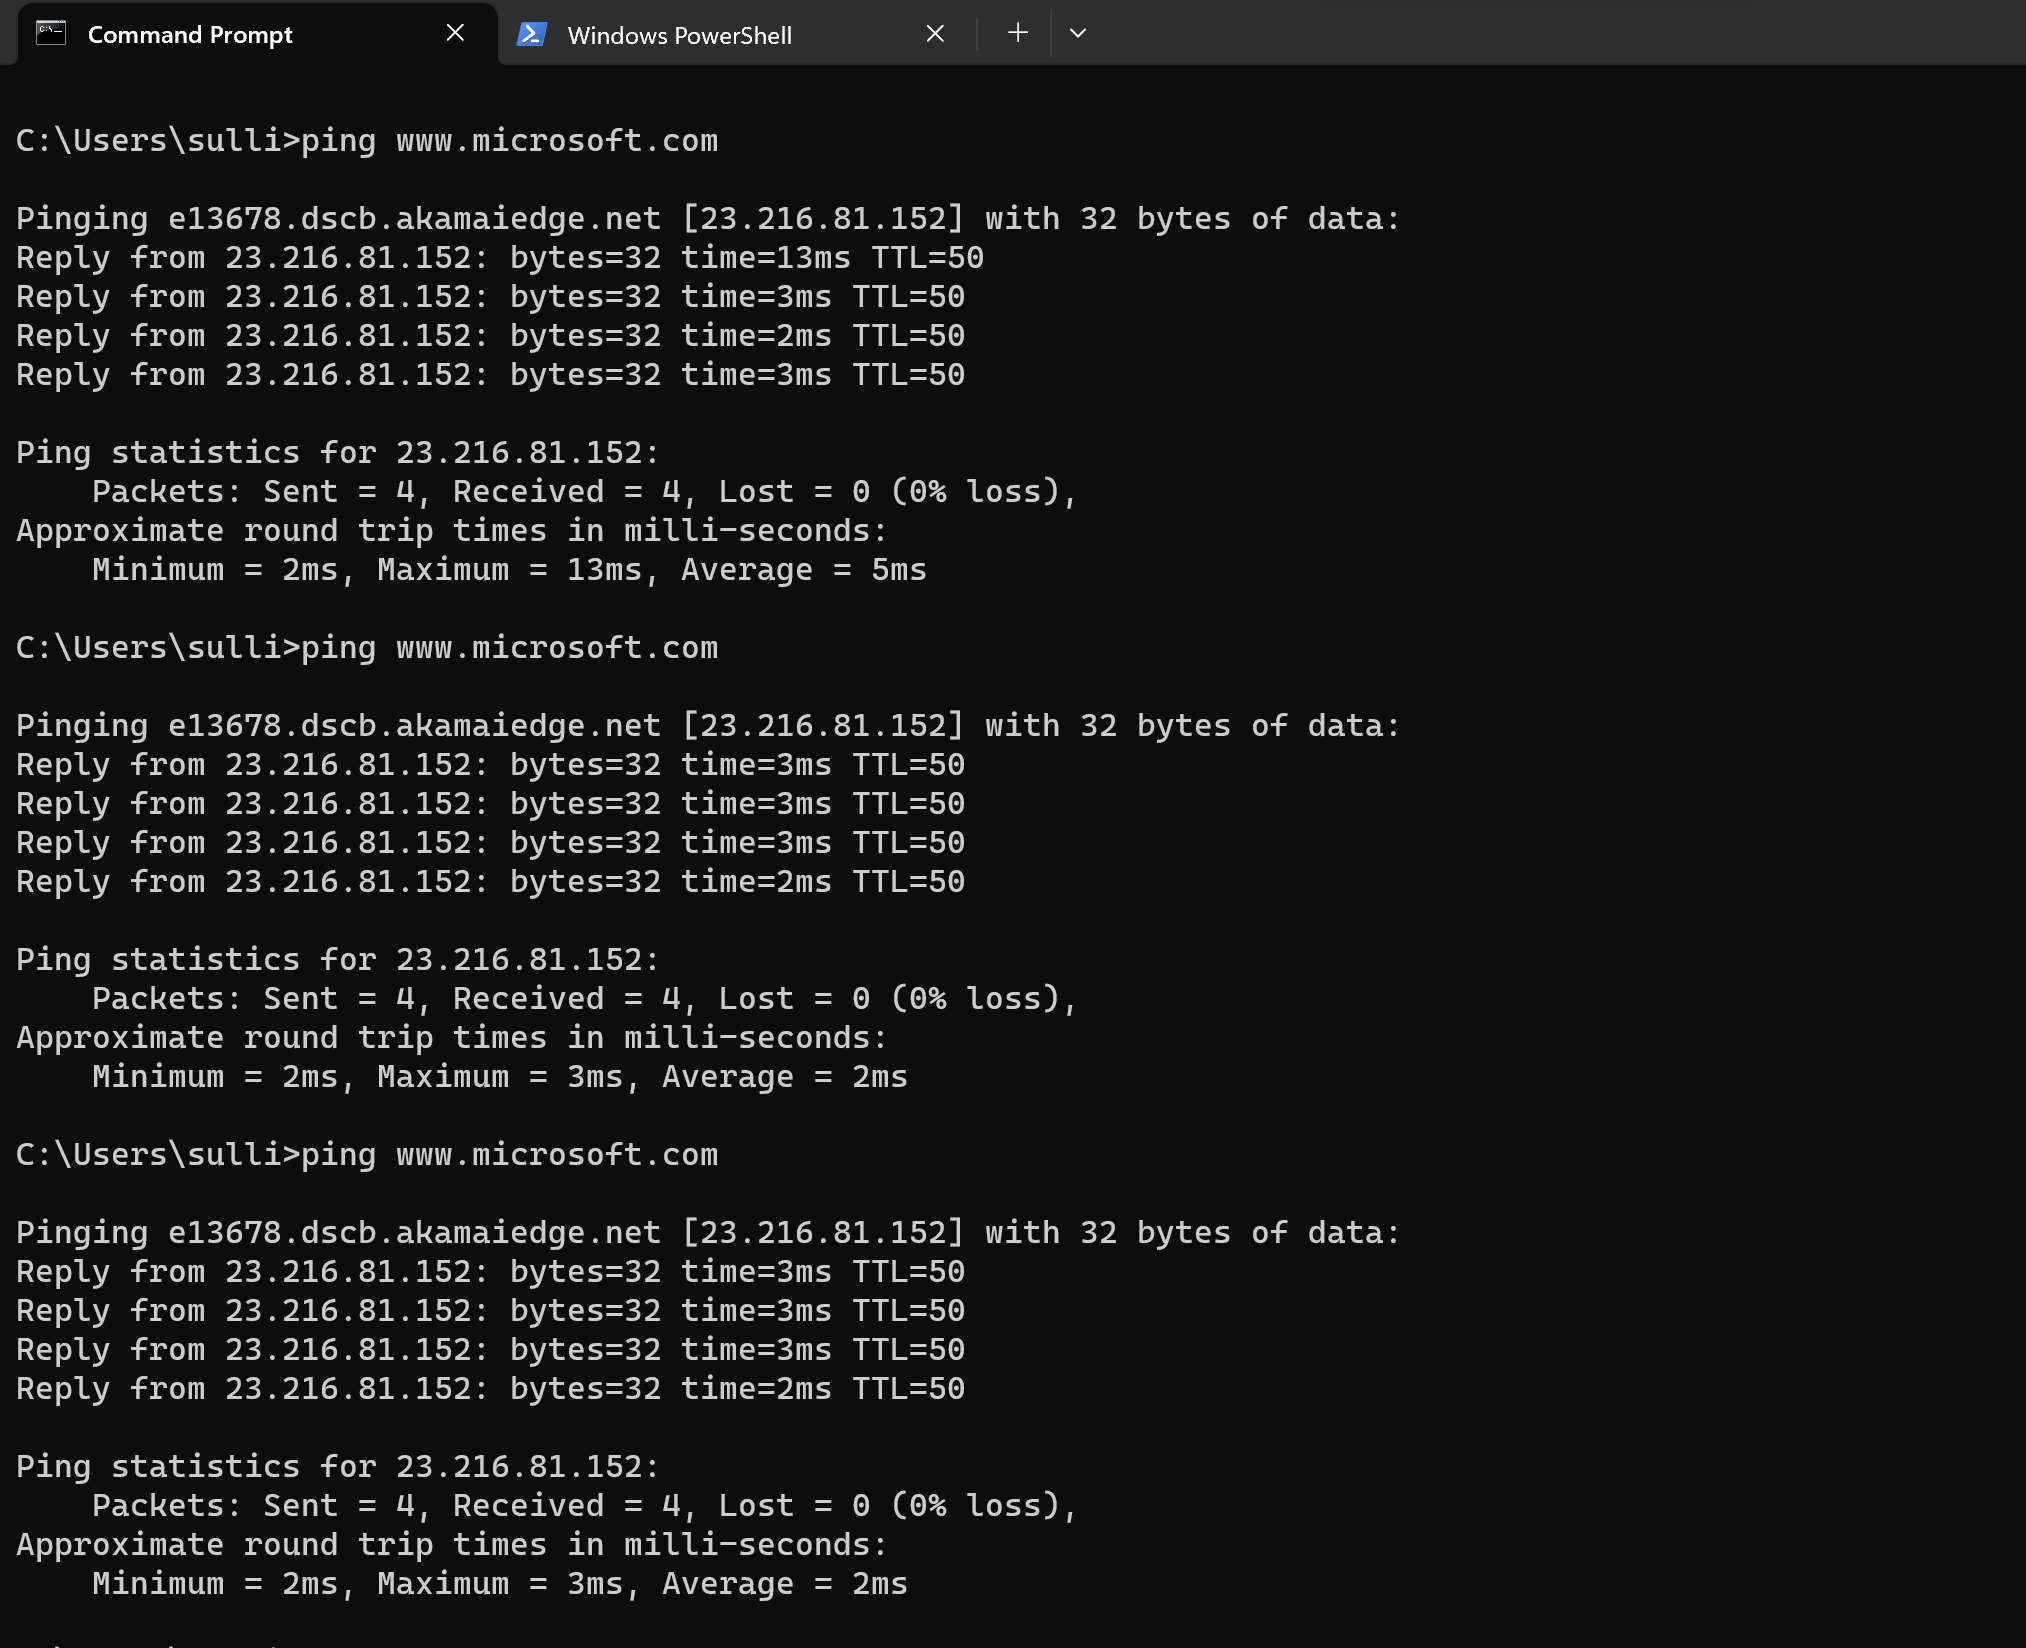 Command Prompt
Windows PowerShell
C:\Users\sulli>ping www.microsoft.com
Pinging e13678.dscb.akamaiedge.net [23.216.81.152] with 32 bytes of data:
Reply from 23.216.81.152: bytes=32 time=13ms TTL=50
Reply from 23.216.81.152: bytes=32 time=3ms TTL=50
Reply from 23.216.81.152: bytes=32 time=2ms TTL=50
Reply from 23.216.81.152: bytes=32 time=3ms TTL=50
Ping statistics for 23.216.81.152:
    Packets: Sent = 4, Received = 4, Lost = 0 (0% loss),
Approximate round trip times in milli-seconds:
    Minimum = 2ms, Maximum = 13ms, Average = 5ms
C:\Users\sulli>ping www.microsoft.com
Pinging e13678.dscb.akamaiedge.net [23.216.81.152] with 32 bytes of data:
Reply from 23.216.81.152: bytes=32 time=3ms TTL=50
Reply from 23.216.81.152: bytes=32 time=3ms TTL=50
Reply from 23.216.81.152: bytes=32 time=3ms TTL=50
Reply from 23.216.81.152: bytes=32 time=2ms TTL=50
Ping statistics for 23.216.81.152:
    Packets: Sent = 4, Received = 4, Lost = 0 (0% loss),
Approximate round trip times in milli-seconds:
    Minimum = 2ms, Maximum = 3ms, Average = 2ms
C:\Users\sulli>ping www.microsoft.com
Pinging e13678.dscb.akamaiedge.net [23.216.81.152] with 32 bytes of data:
Reply from 23.216.81.152: bytes=32 time=3ms TTL=50
Reply from 23.216.81.152: bytes=32 time=3ms TTL=50
Reply from 23.216.81.152: bytes=32 time=3ms TTL=50
Reply from 23.216.81.152: bytes=32 time=2ms TTL=50
Ping statistics for 23.216.81.152:
    Packets: Sent = 4, Received = 4, Lost = 0 (0% loss),
Approximate round trip times in milli-seconds:
    Minimum = 2ms, Maximum = 3ms, Average = 2ms